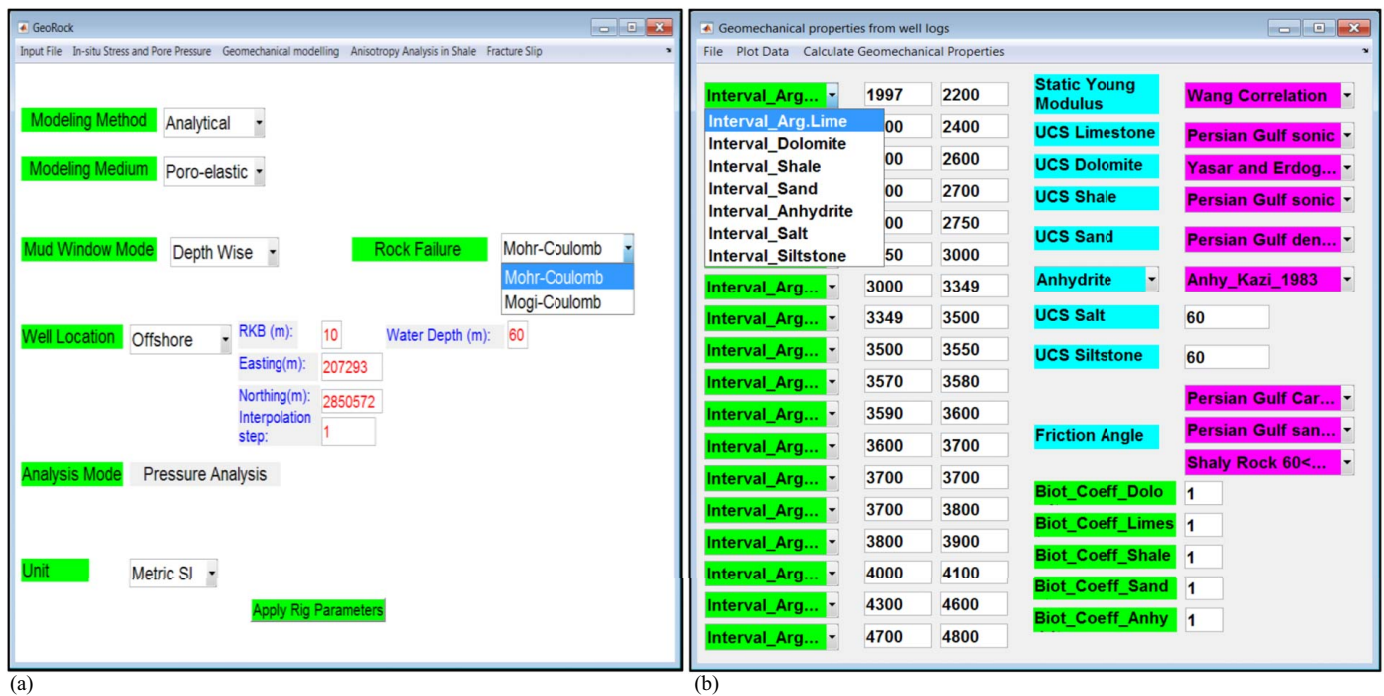 GeoRock
Input File In-situ Stress and Pore Pressure Geomechanical modelling Anisotropy Analysis in Shale Fracture Slip
Modeling Method Analytical
Modeling Medium Poro-elastic
Mud Window Mode Depth Wise Rock Failure Mohr-Coulomb
Mohr-Coulomb
Mogi-Coulomb
Well Location Offshore RKB (m): 10 Water Depth (m): 60
Easting(m): 207293
Northing(m): 2850572
Interpolation
step: 1
Analysis Mode Pressure Analysis
Unit Metric SI
Apply Rig Parameters
(a)
Geomechanical properties from well logs
File Plot Data Calculate Geomechanical Properties
Interval_Arg... 1997 2200
Interval_Arg.Lime 00 2400
Interval_Dolomite
Interval_Shale 00 2600
Interval_Sand 00 2700
Interval_Anhydrite
Interval_Salt 00 2750
Interval_Siltstone 50 3000
Interval_Arg... 3000 3349
Interval_Arg... 3349 3500
Interval_Arg... 3500 3550
Interval_Arg... 3570 3580
Interval_Arg... 3590 3600
Interval_Arg... 3600 3700
Interval_Arg... 3700 3700
Interval_Arg... 3700 3800
Interval_Arg... 3800 3900
Interval_Arg... 4000 4100
Interval_Arg... 4300 4600
Interval_Arg... 4700 4800
Static Young
Modulus Wang Correlation
UCS Limestone Persian Gulf sonic
UCS Dolomite Yasar and Erdog...
UCS Shale Persian Gulf sonic
UCS Sand Persian Gulf den...
Anhydrite Anhy_Kazi_1983
UCS Salt 60
UCS Siltstone 60
Persian Gulf Car...
Friction Angle Persian Gulf san...
Shaly Rock 60<...
Biot_Coeff_Dolo 1
Biot_Coeff_Limes 1
Biot_Coeff_Shale 1
Biot_Coeff_Sand 1
Biot_Coeff_Anhy 1
(b)